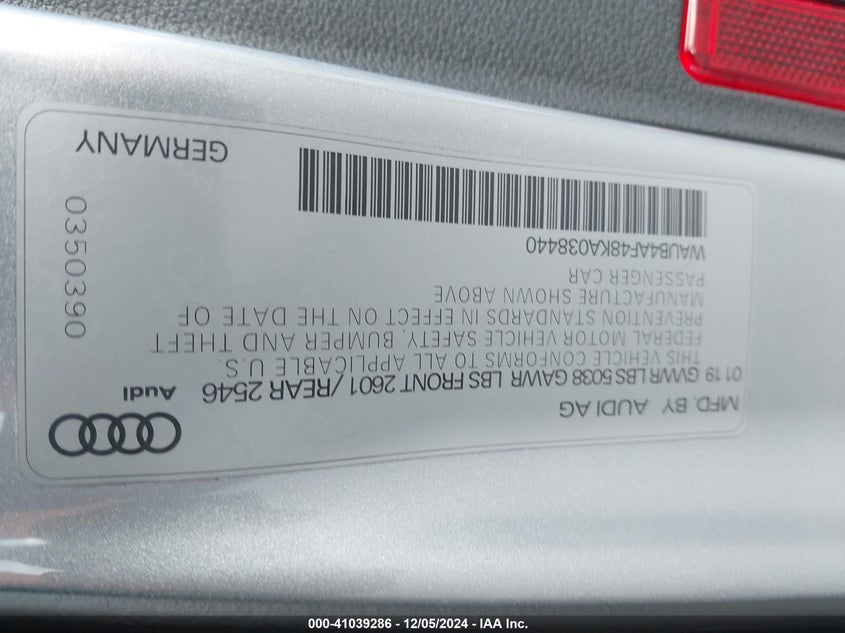 MFD. BY AUDI AG
Audi
01 19 GVWR LBS 5038 GAWR LBS FRONT 2601 / REAR 2546
THIS VEHICLE CONFORMS TO ALL APPLICABLE U.S.
FEDERAL MOTOR VEHICLE SAFETY, BUMPER AND THEFT
PREVENTION STANDARDS IN EFFECT ON THE DATE OF
MANUFACTURE SHOWN ABOVE
PASSENGER CAR
WAUB4AF48KA038440
0350390
GERMANY
000-41039286 - 12/05/2024 - IAA Inc.